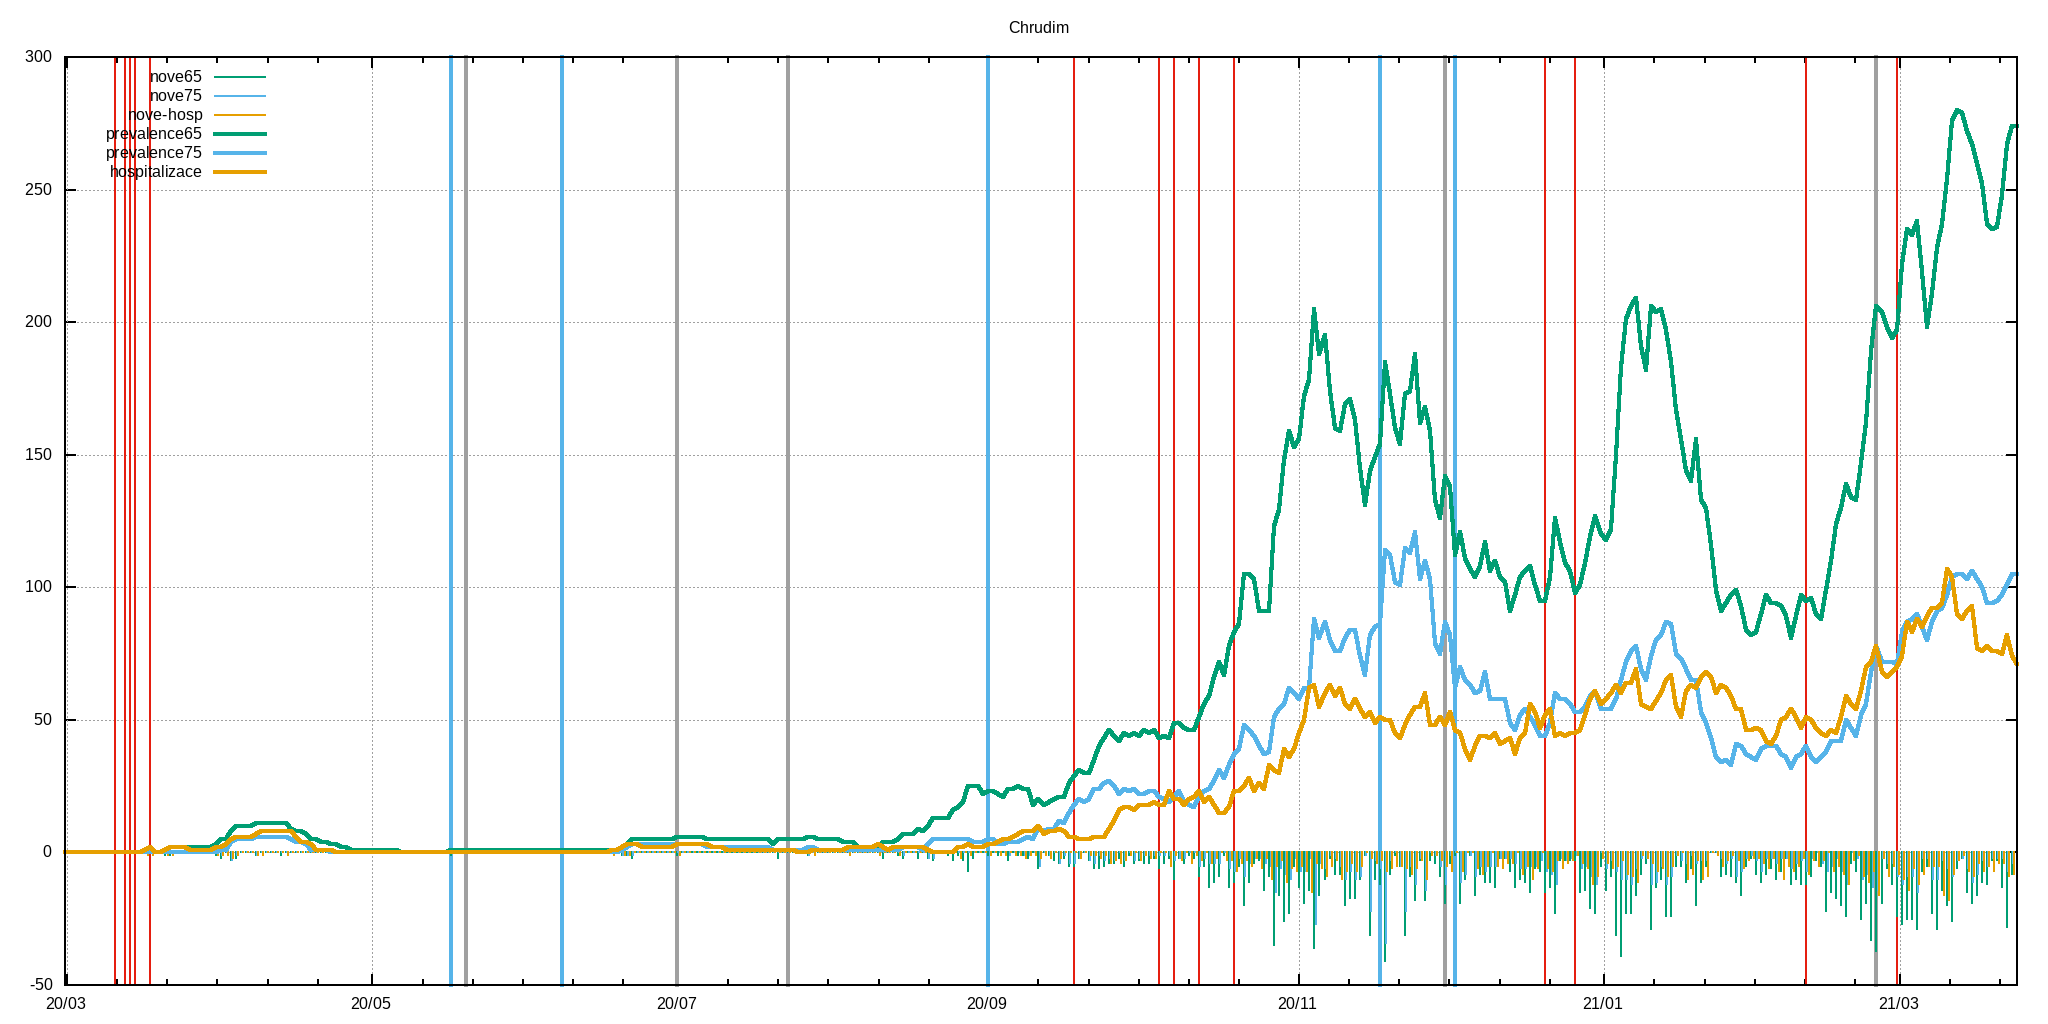 Chrudim
300
nove65
nove75
nove-hosp
prevalence65
prevalence75
hospitalizace
250
200
150
100
50
0
-50
20/03 20/05 20/07 20/09 20/11 21/01 21/03